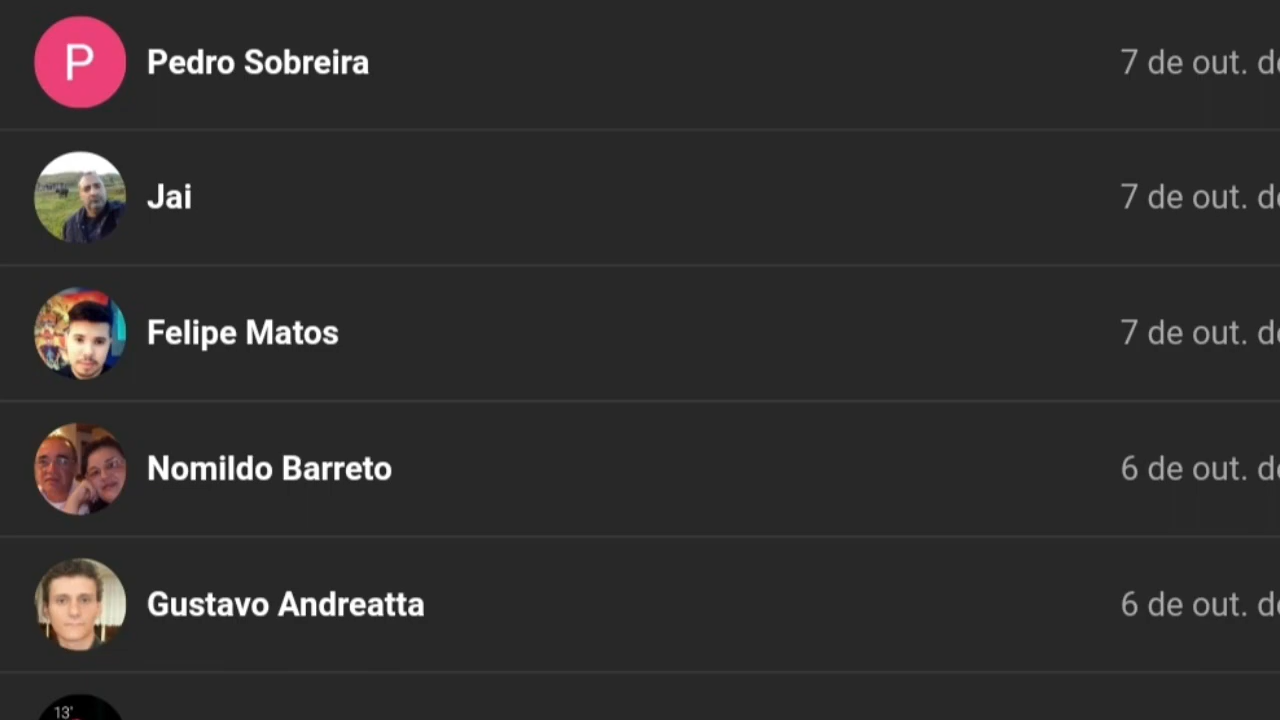 P
Pedro Sobreira
7 de out. de
Jai
7 de out. de
Felipe Matos
7 de out. de
Nomildo Barreto
6 de out. de
Gustavo Andreatta
6 de out. de
13'